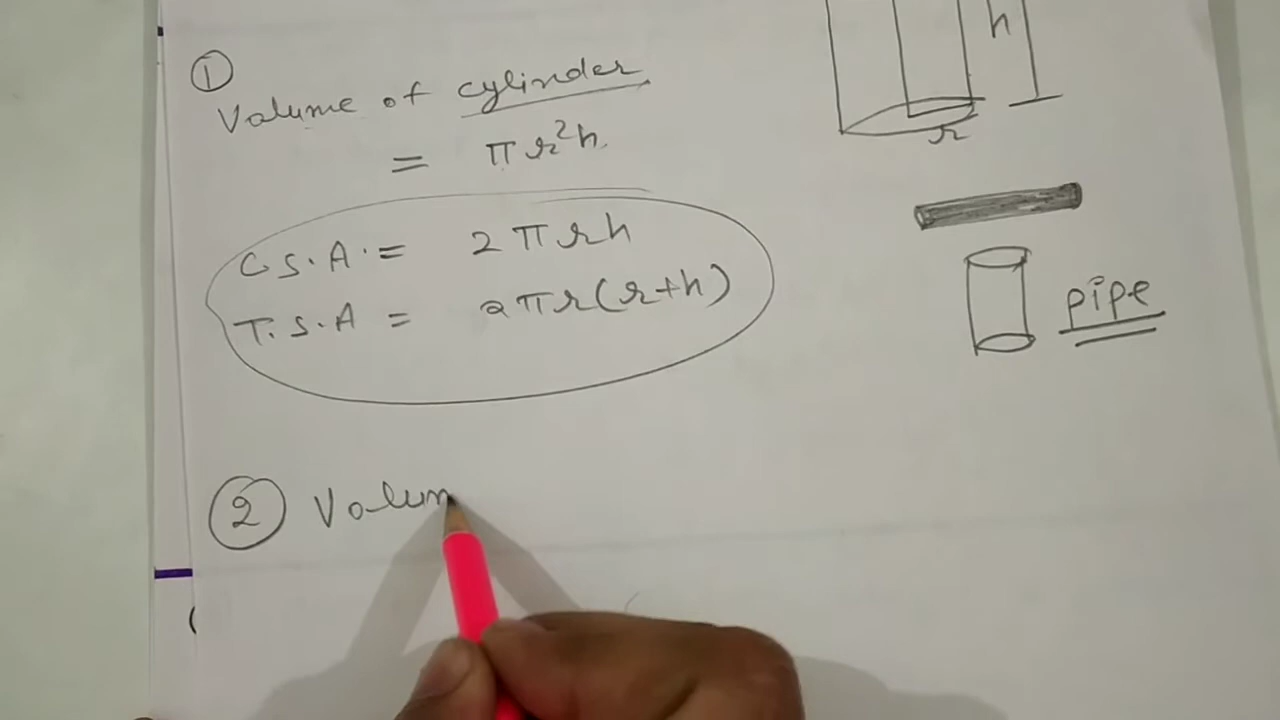 ①
Volume of cylinder
= πr²h
C.S.A. = 2πrh
T.S.A = 2πr(r+h)
h
r
pipe
② Volum